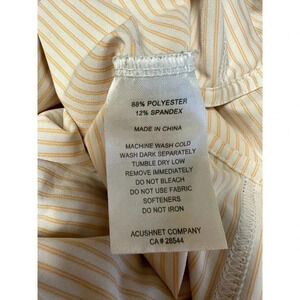 88% POLYESTER
12% SPANDEX
MADE IN CHINA
MACHINE WASH COLD
WASH DARK SEPARATELY
TUMBLE DRY LOW
REMOVE IMMEDIATELY
DO NOT BLEACH
DO NOT USE FABRIC
SOFTENERS
DO NOT IRON
ACUSHNET COMPANY
CA# 28544